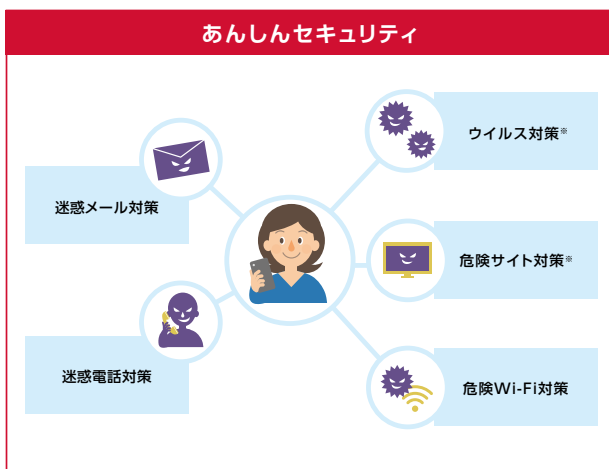 あんしんセキュリティ
ウイルス対策※
迷惑メール対策
危険サイト対策※
迷惑電話対策
危険Wi-Fi対策